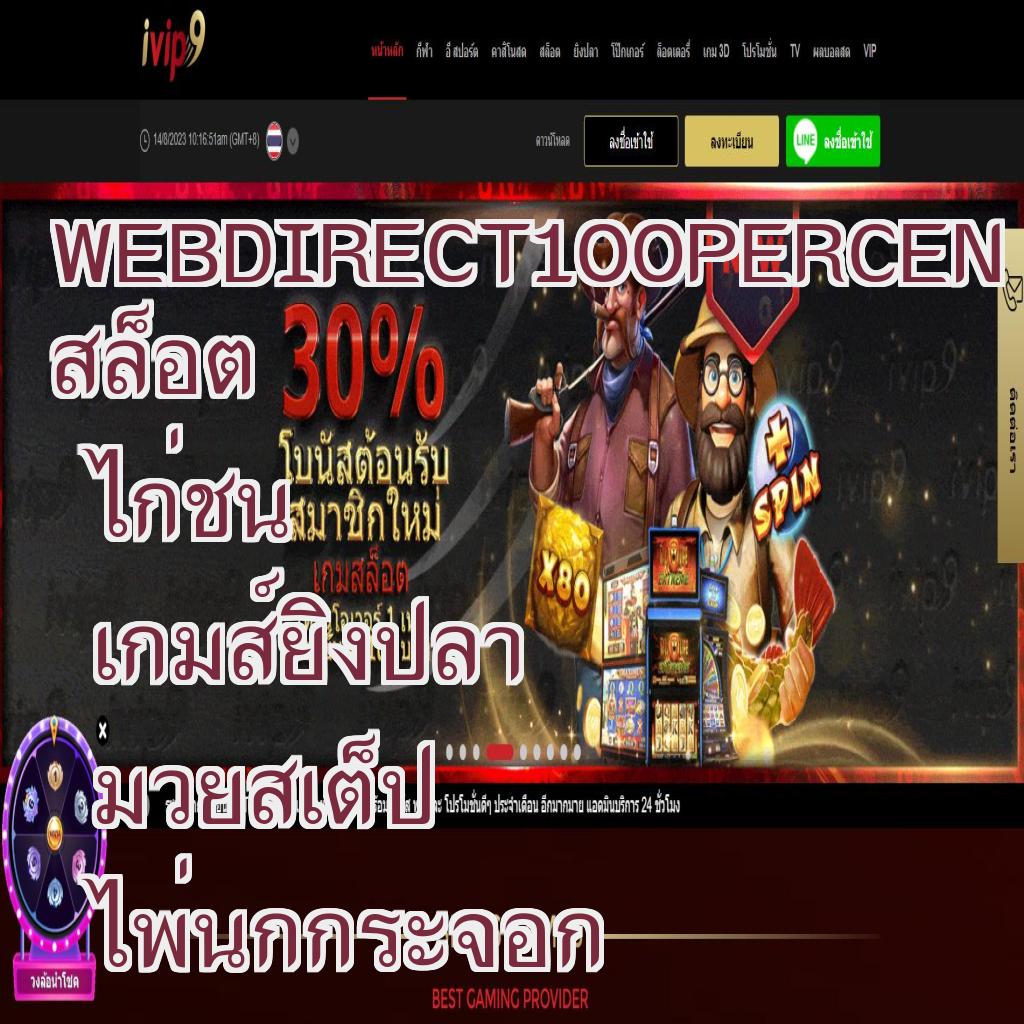 ivip9
หน้าหลัก กีฬา อี สปอร์ต คาสิโนสด สล็อต ยิงปลา โป๊กเกอร์ ล็อตเตอรี่ เกม 3D โปรโมชั่น TV ผลบอลสด VIP
14/8/2023 10:16:51am (GMT+8)
ดาวน์โหลด ลงชื่อเข้าใช้ ลงทะเบียน LINE ลงชื่อเข้าใช้
WEBDIRECT100PERCEN
สล็อต
ไก่ชน
เกมส์ยิงปลา
มวยสเต็ป
ไพ่นกกระจอก
30%
โบนัสต้อนรับ
สมาชิกใหม่
เกมสล็อต
+
SPIN
X80
EXTREME
ติดต่อเรา
X
โปรโมชั่นดีๆ ประจำเดือน อีกมากมาย แอดมินบริการ 24 ชั่วโมง
วงล้อนำโชค
BEST GAMING PROVIDER